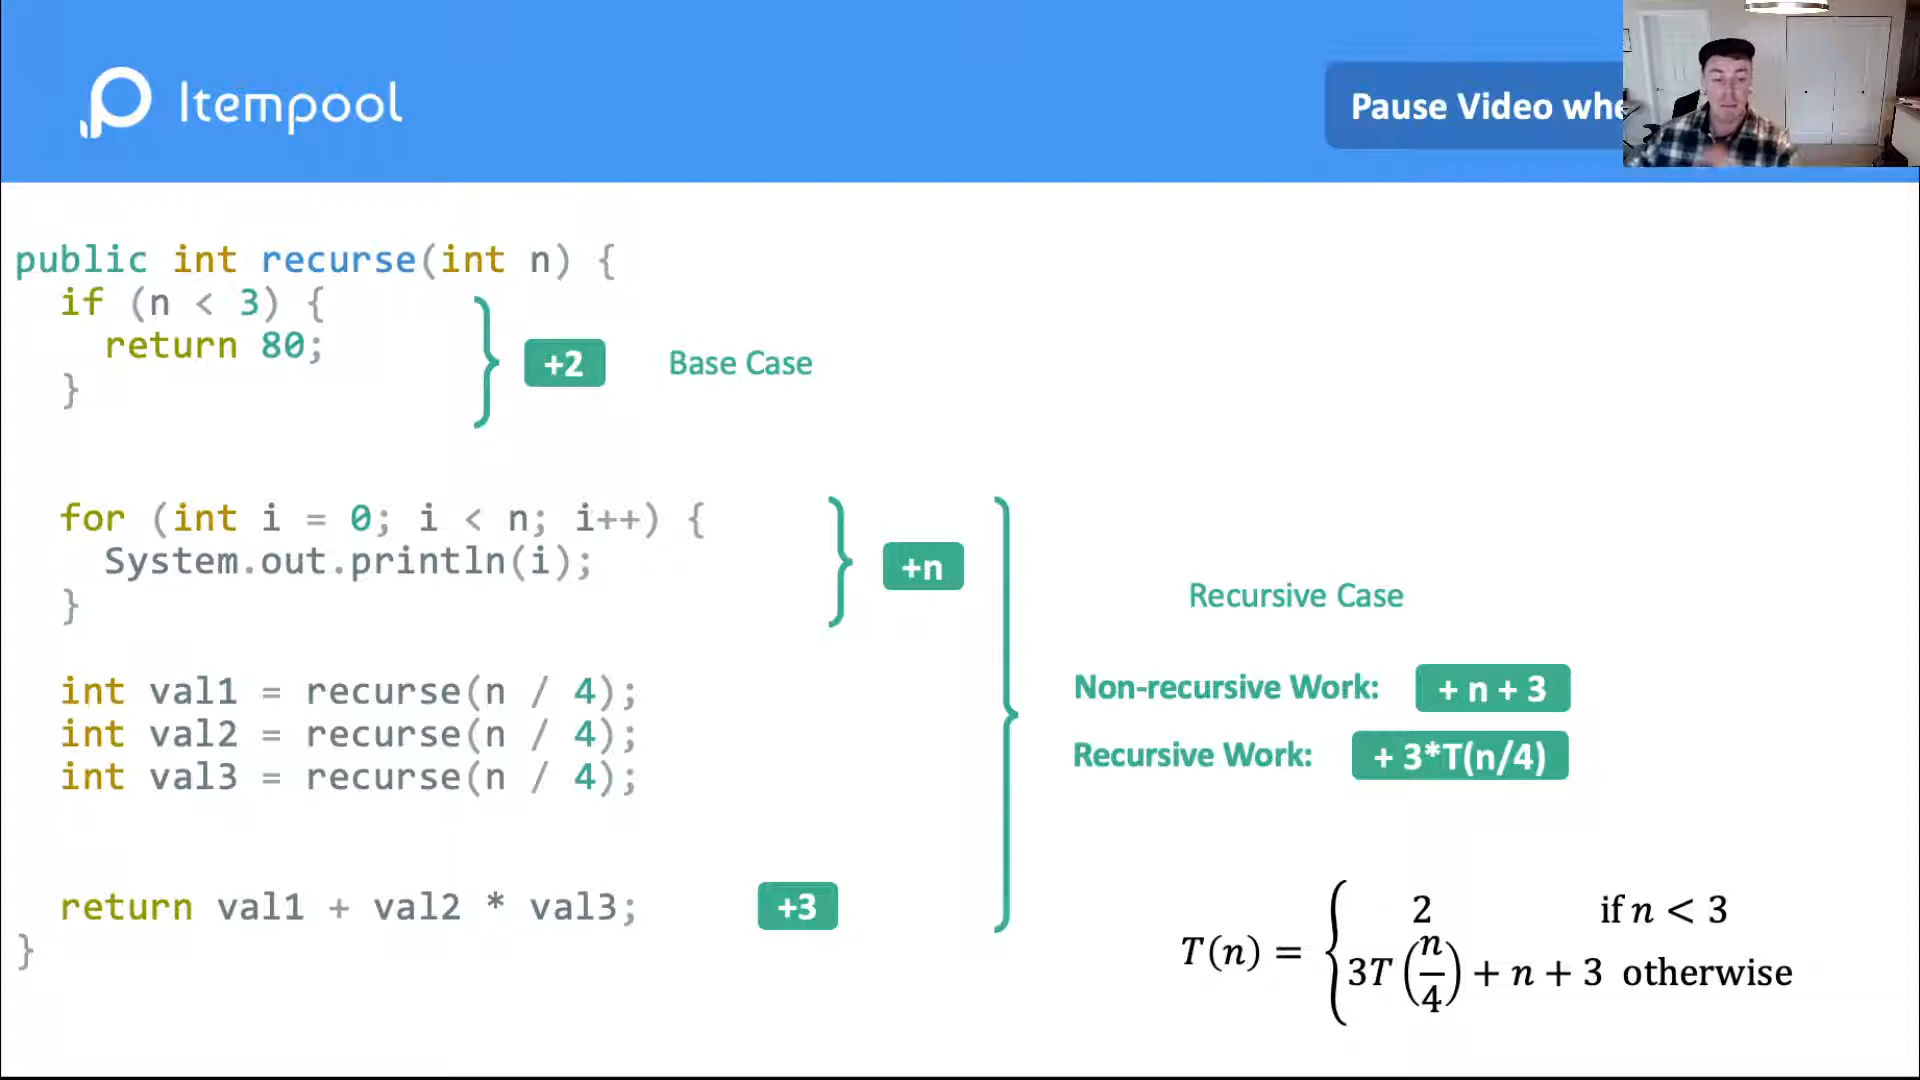 Itempool
Pause Video whe
public int recurse(int n) {
if (n < 3) {
return 80;
}
+2
Base Case
for (int i = 0; i < n; i++) {
System.out.println(i);
}
+n
Recursive Case
Non-recursive Work: + n + 3
Recursive Work: + 3*T(n/4)
int val1 = recurse(n / 4);
int val2 = recurse(n / 4);
int val3 = recurse(n / 4);
return val1 + val2 * val3;
+3
}
T(n) = { 2 if n < 3
3T(n/4) + n + 3 otherwise